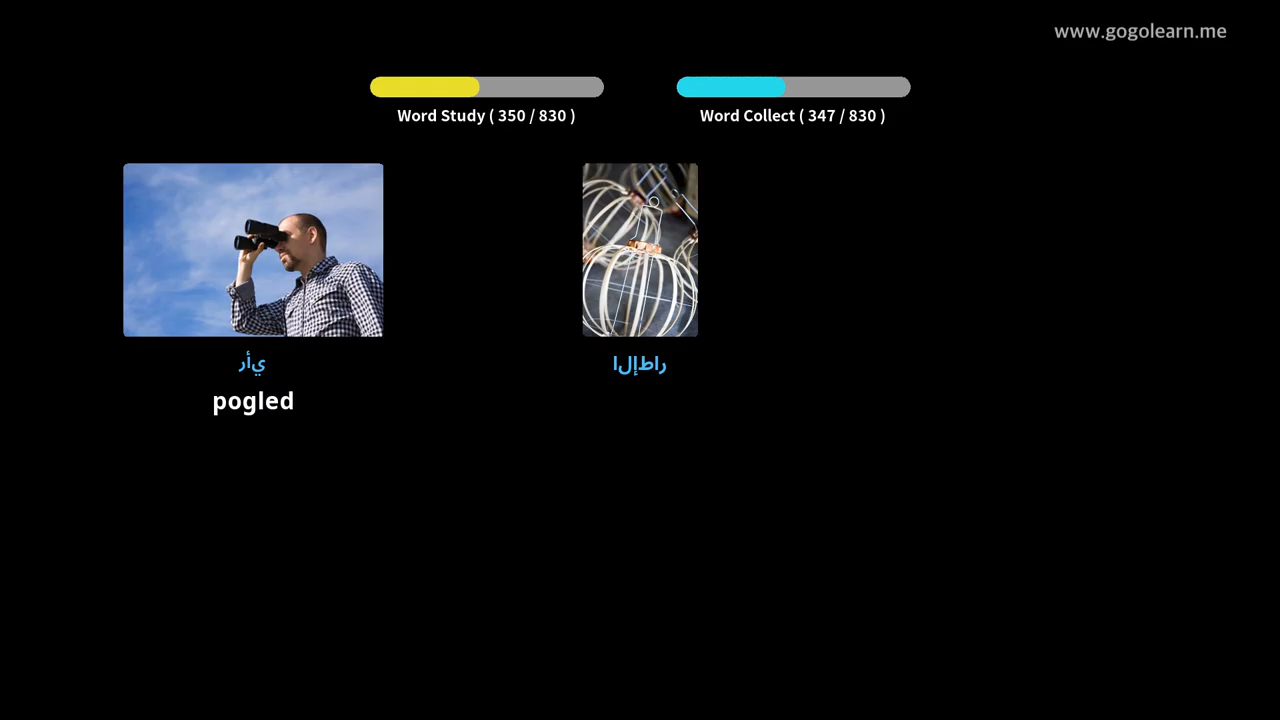 www.gogolearn.me
Word Study ( 350 / 830 )
Word Collect ( 347 / 830 )
يأر
pogled
راطإلا